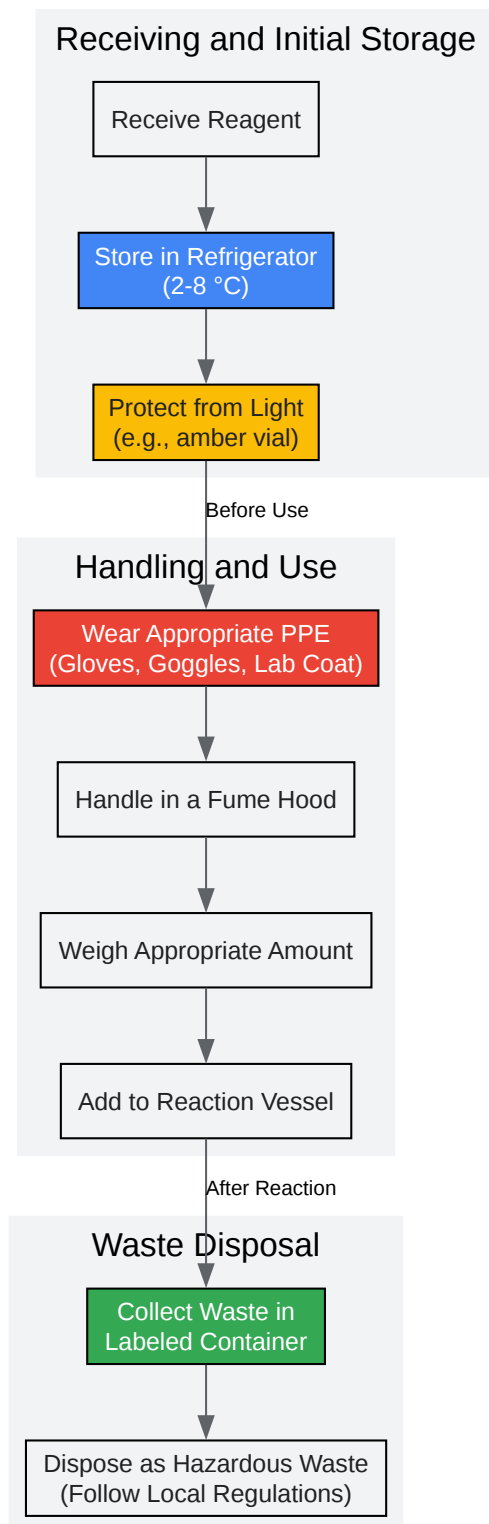 Receiving and Initial Storage
Receive Reagent
Store in Refrigerator
(2-8 °C)
Protect from Light
(e.g., amber vial)
Before Use
Handling and Use
Wear Appropriate PPE
(Gloves, Goggles, Lab Coat)
Handle in a Fume Hood
Weigh Appropriate Amount
Add to Reaction Vessel
After Reaction
Waste Disposal
Collect Waste in
Labeled Container
Dispose as Hazardous Waste
(Follow Local Regulations)